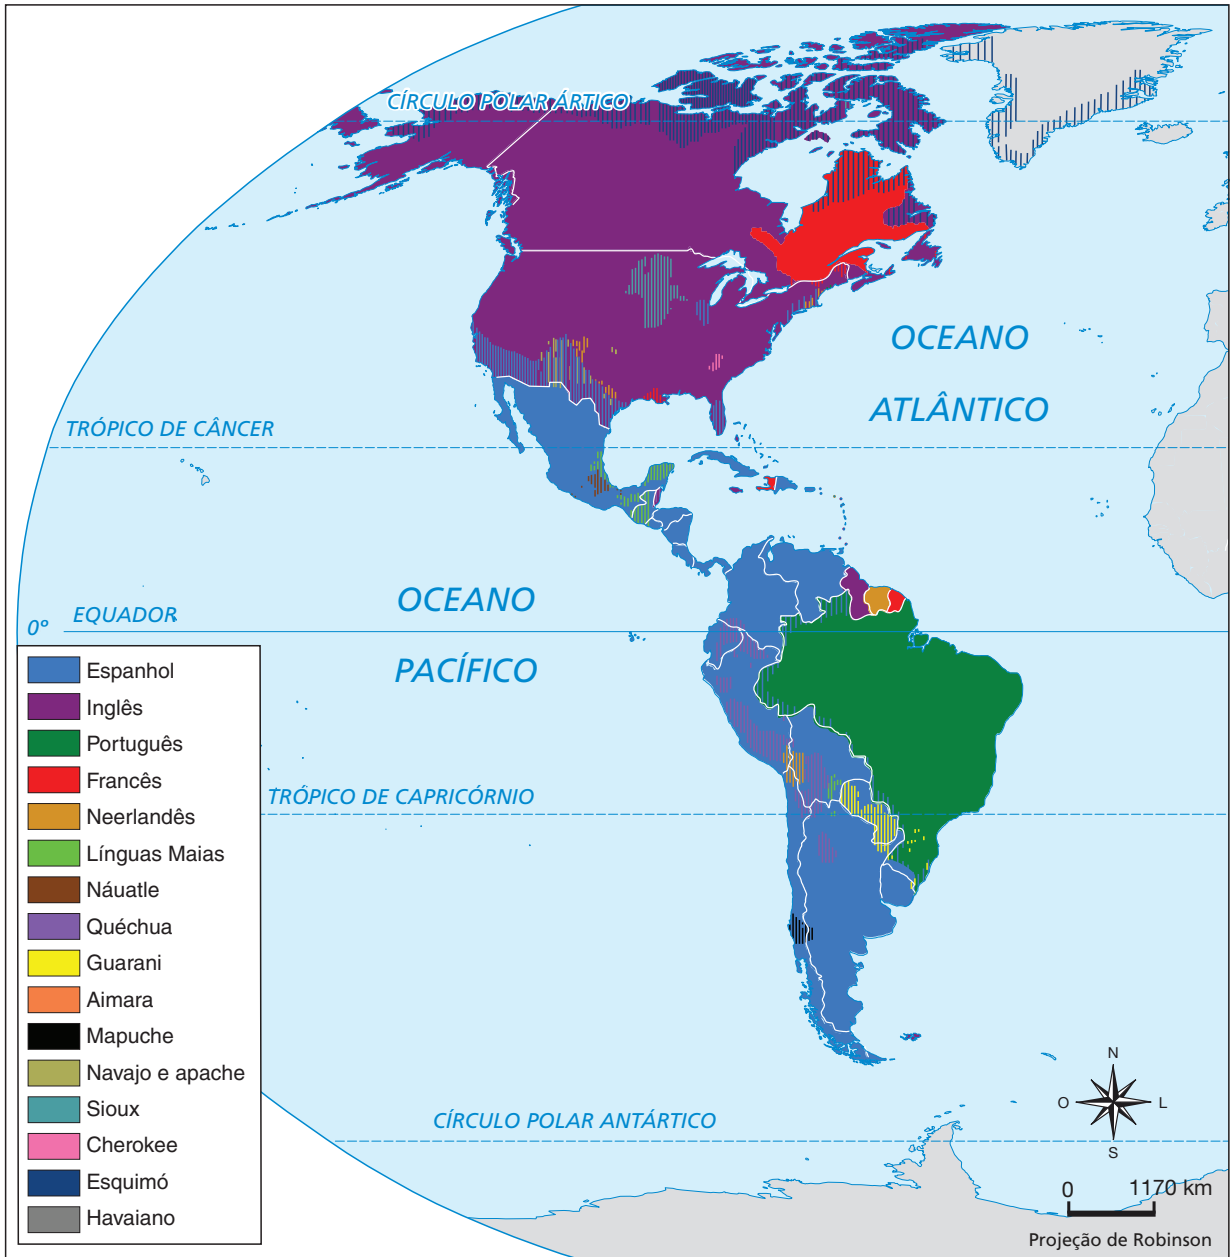 CÍRCULO POLAR ÁRTICO
OCEANO
ATLÂNTICO
TRÓPICO DE CÂNCER
OCEANO
PACÍFICO
EQUADOR
0º
Espanhol
Inglês
Português
Francês
Neerlandês
Línguas Maias
Náuatle
Quéchua
Guarani
Aimara
Mapuche
Navajo e apache
Sioux
Cherokee
Esquimó
Havaiano
TRÓPICO DE CAPRICÓRNIO
CÍRCULO POLAR ANTÁRTICO
N
O
L
S
0 1170 km
Projeção de Robinson